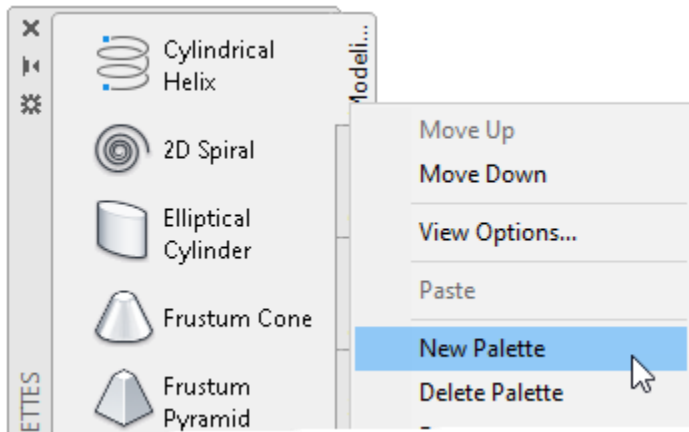 Cylindrical
Helix
2D Spiral
Elliptical
Cylinder
Frustum Cone
Frustum
Pyramid
Modeli...
Move Up
Move Down
View Options...
Paste
New Palette
Delete Palette
ETTES